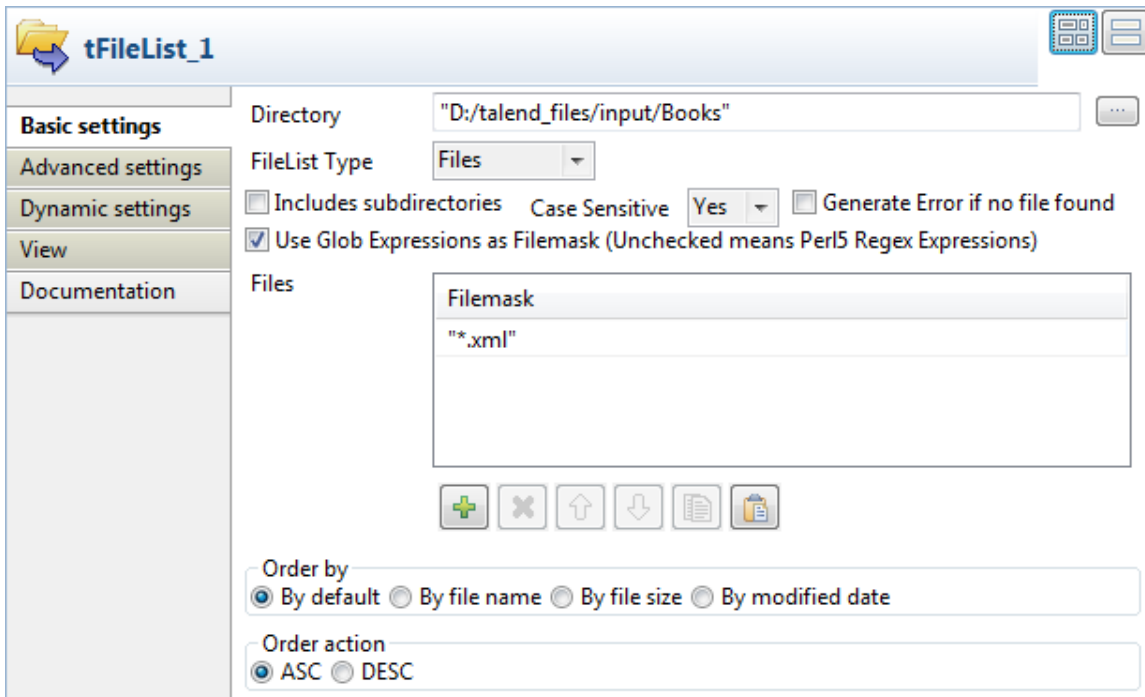 tFileList_1
Basic settings
Advanced settings
Dynamic settings
View
Documentation
Directory "D:/talend_files/input/Books" ...
FileList Type Files
Includes subdirectories Case Sensitive Yes Generate Error if no file found
Use Glob Expressions as Filemask (Unchecked means Perl5 Regex Expressions)
Files
Filemask
"*.xml"
Order by
By default By file name By file size By modified date
Order action
ASC DESC